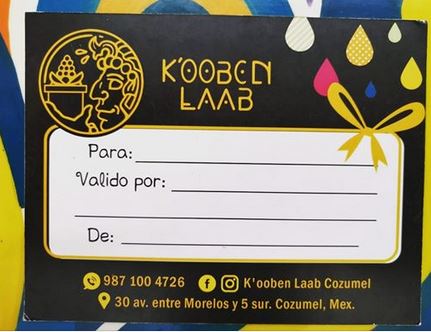 K'OOBEN
LAAB
Para:
Valido por:
De:
987 100 4726 K'ooben Laab Cozumel
30 av. entre Morelos y 5 sur. Cozumel, Mex.